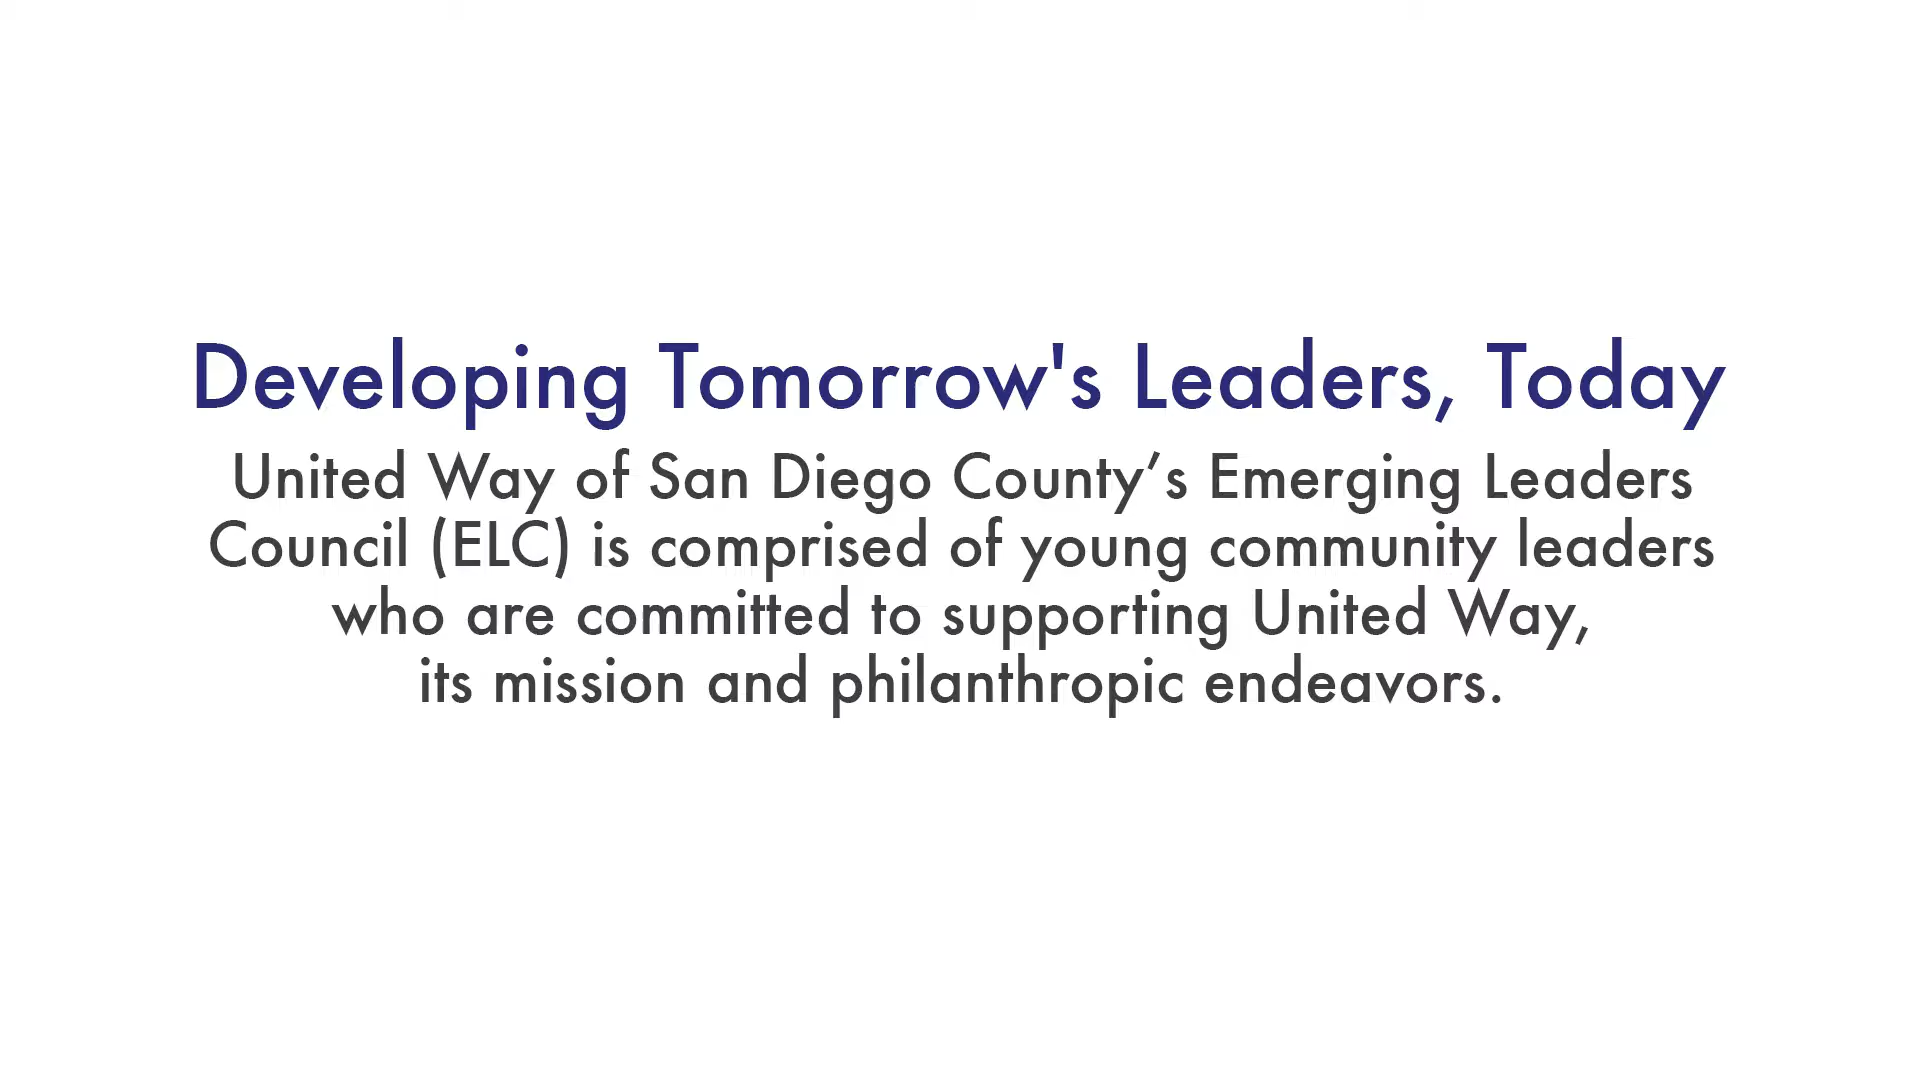 Developing Tomorrow's Leaders, Today
United Way of San Diego County’s Emerging Leaders
Council (ELC) is comprised of young community leaders
who are committed to supporting United Way,
its mission and philanthropic endeavors.